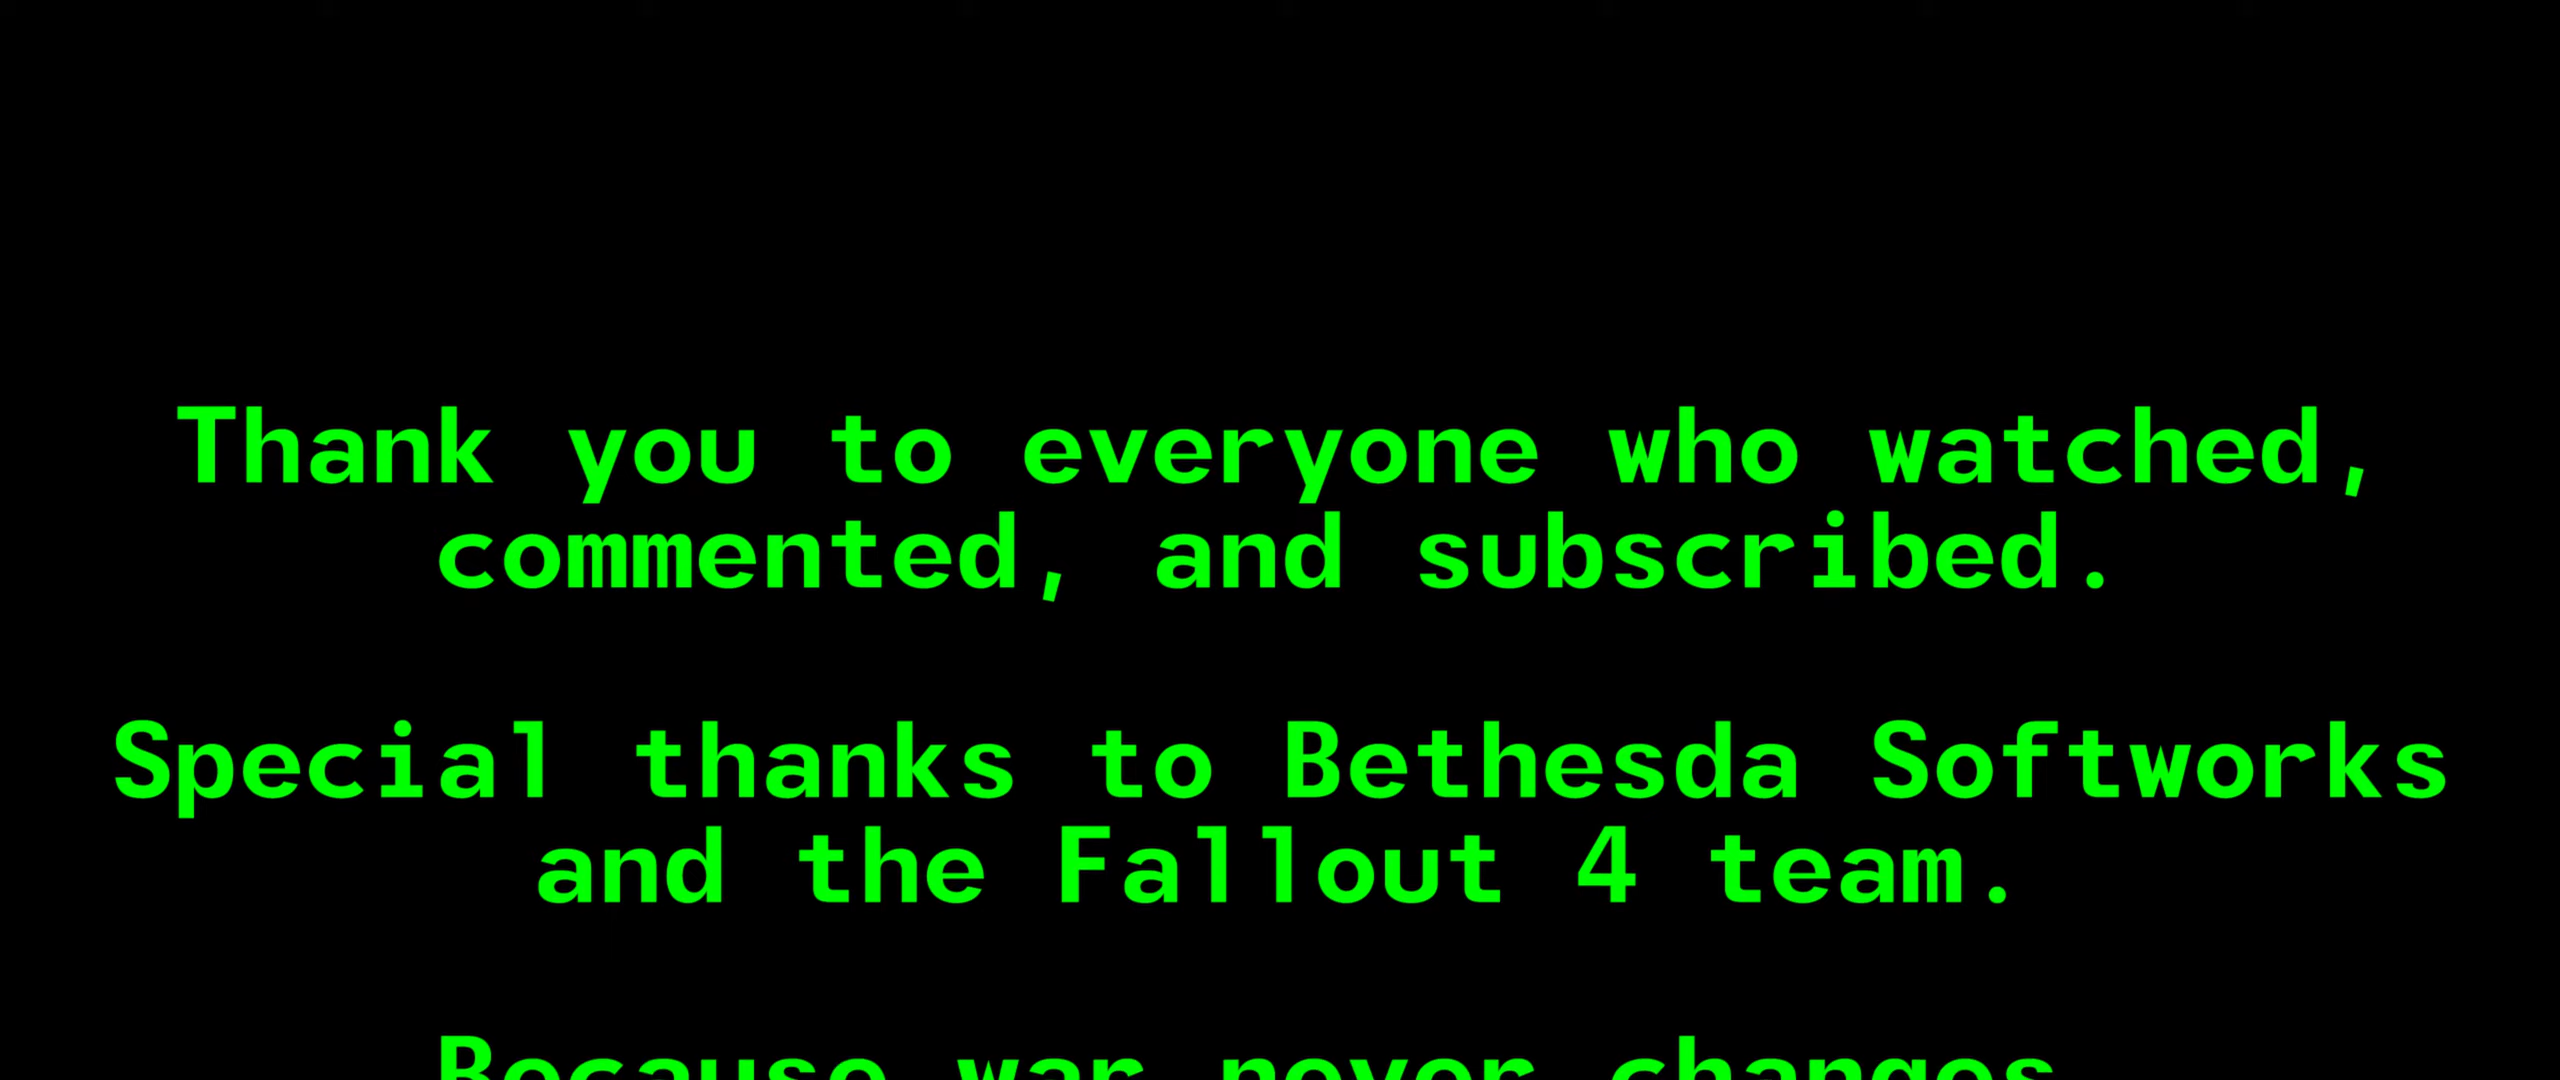 Thank you to everyone who watched,
commented, and subscribed.
Special thanks to Bethesda Softworks
and the Fallout 4 team.
Because war never changes